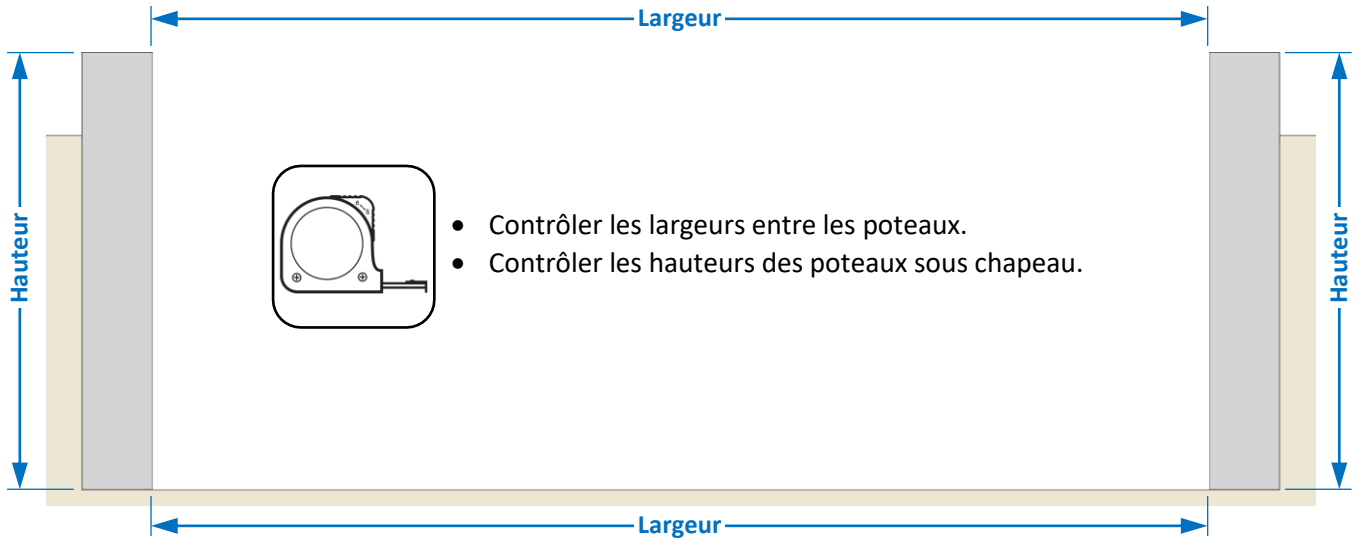 Largeur
Hauteur
• Contrôler les largeurs entre les poteaux.
• Contrôler les hauteurs des poteaux sous chapeau.
Hauteur
Largeur